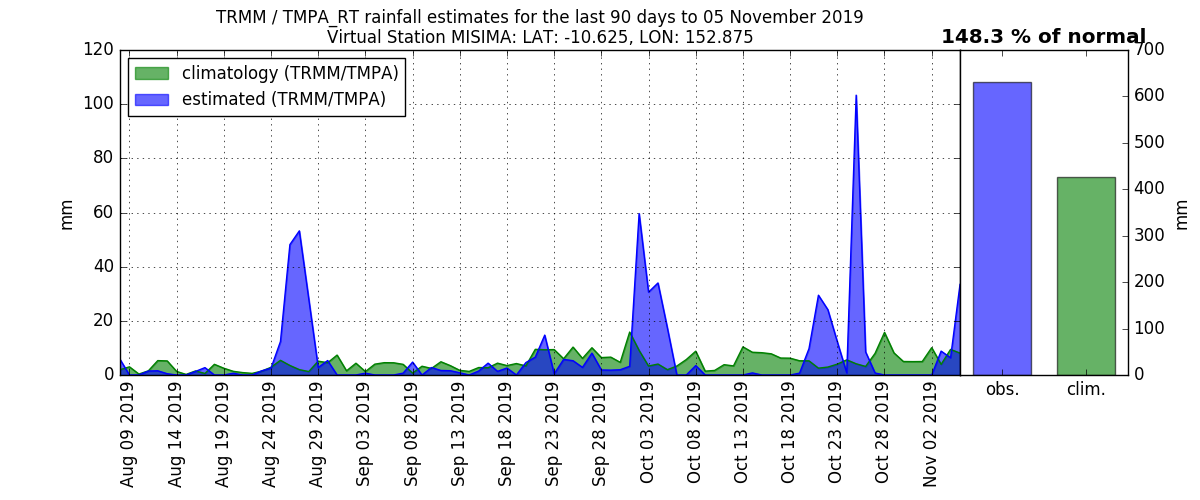 TRMM / TMPA_RT rainfall estimates for the last 90 days to 05 November 2019
Virtual Station MISIMA: LAT: -10.625, LON: 152.875
148.3 % of normal
climatology (TRMM/TMPA)
estimated (TRMM/TMPA)
mm
120
100
80
60
40
20
0
Aug 09 2019
Aug 14 2019
Aug 19 2019
Aug 24 2019
Aug 29 2019
Sep 03 2019
Sep 08 2019
Sep 13 2019
Sep 18 2019
Sep 23 2019
Sep 28 2019
Oct 03 2019
Oct 08 2019
Oct 13 2019
Oct 18 2019
Oct 23 2019
Oct 28 2019
Nov 02 2019
obs.
clim.
700
600
500
400
300
200
100
0
mm